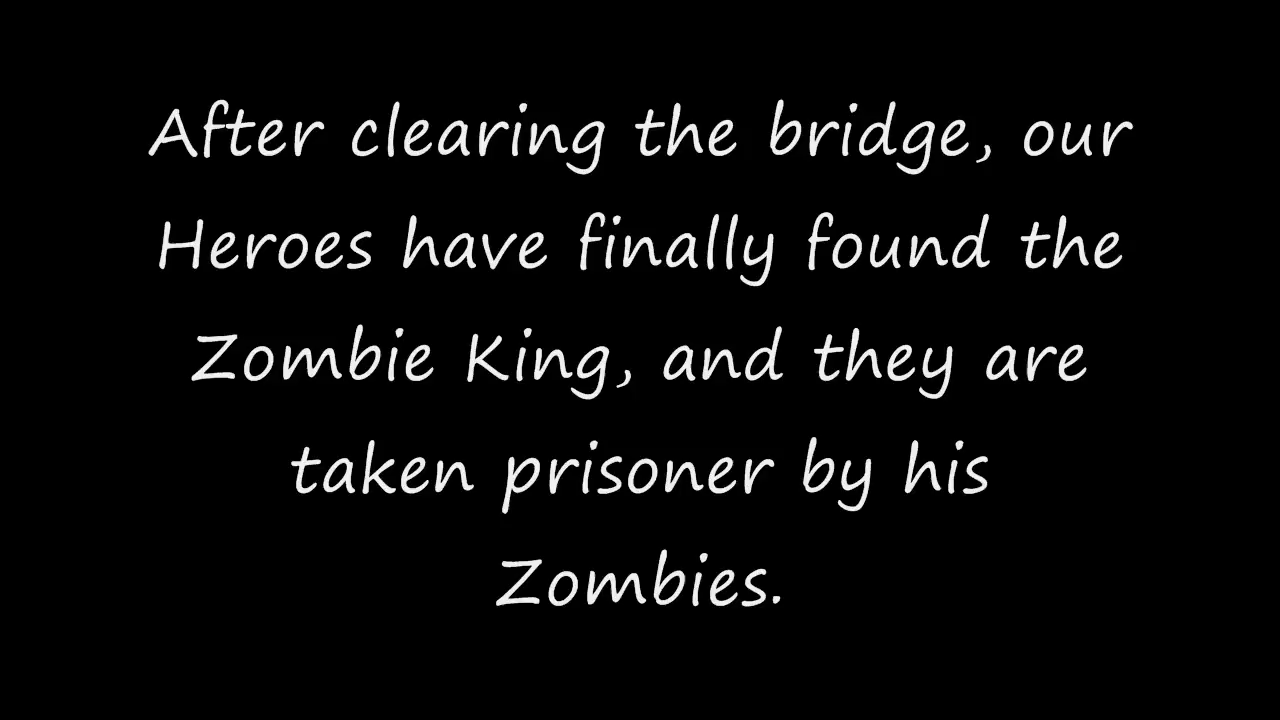 After clearing the bridge, our
Heroes have finally found the
Zombie King, and they are
taken prisoner by his
Zombies.